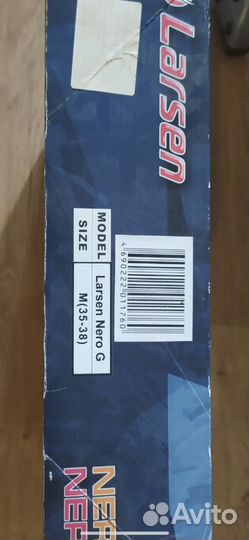 Larsen
MODEL Larsen Nero G
SIZE M(35-38)
4690222011760
NER
NER
Avito